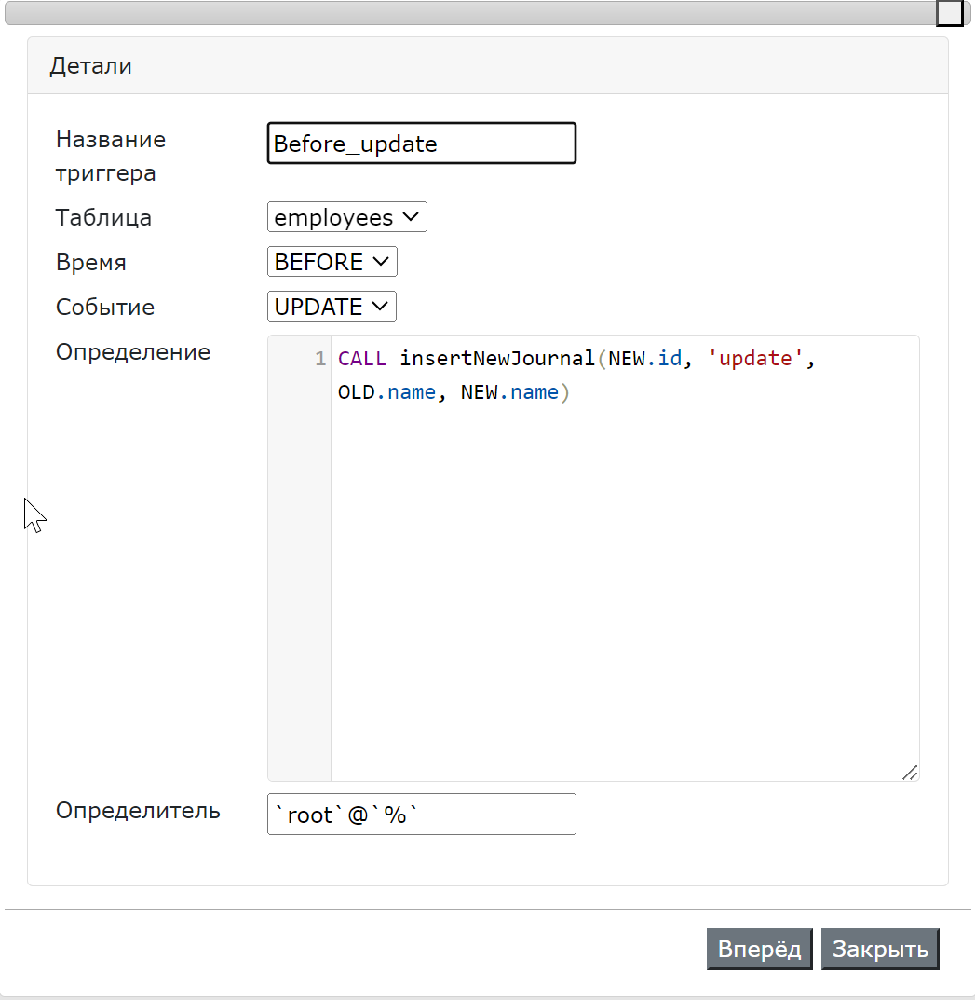 Детали
Название
триггера
Before_update
Таблица
employees
Время
BEFORE
Событие
UPDATE
Определение
1 CALL insertNewJournal(NEW.id, 'update',
OLD.name, NEW.name)
Определитель
`root`@`%`
Вперёд
Закрыть